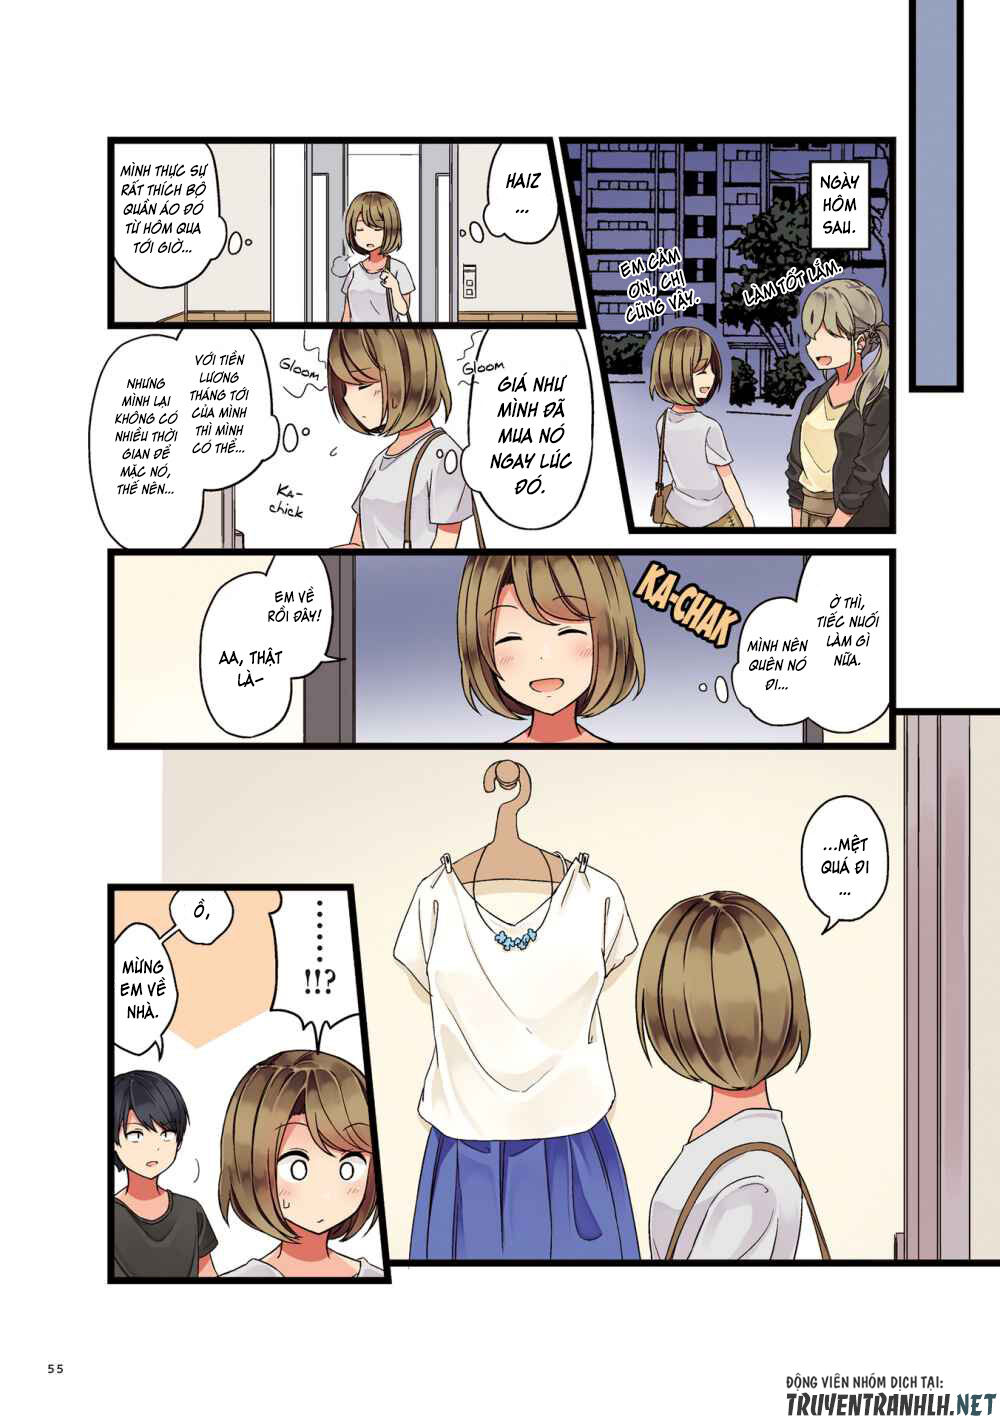 NGÀY
HÔM
SAU.
LÀM TỐT LẮM.
EM CẢM
ƠN, CHỊ
CŨNG VẬY.
HAIZ
...
MÌNH THỰC SỰ
RẤT THÍCH BỘ
QUẦN ÁO ĐÓ
TỪ HÔM QUA
TỚI GIỜ...
GIÁ NHƯ
MÌNH ĐÃ
MUA NÓ
NGAY LÚC
ĐÓ.
GLOOM
GLOOM
VỚI TIỀN
LƯƠNG
THÁNG TỚI
CỦA MÌNH
THÌ MÌNH
CÓ THỂ...
NHƯNG
MÌNH LẠI
KHÔNG CÓ
NHIỀU THỜI
GIAN ĐỂ
MẶC NÓ,
THẾ NÊN...
KA-
chick
Ờ THÌ,
TIẾC NUỐI
LÀM GÌ
NỮA.
MÌNH NÊN
QUÊN NÓ
ĐI...
KA-CHAK
EM VỀ
RỒI ĐÂY!
AA, THẬT
LÀ-
...MỆT
QUÁ ĐI
...
.......!!?
Ồ,
MỪNG
EM VỀ
NHÀ.
55
ĐỘNG VIÊN NHÓM DỊCH TẠI:
TRUYENTRANHLH.NET